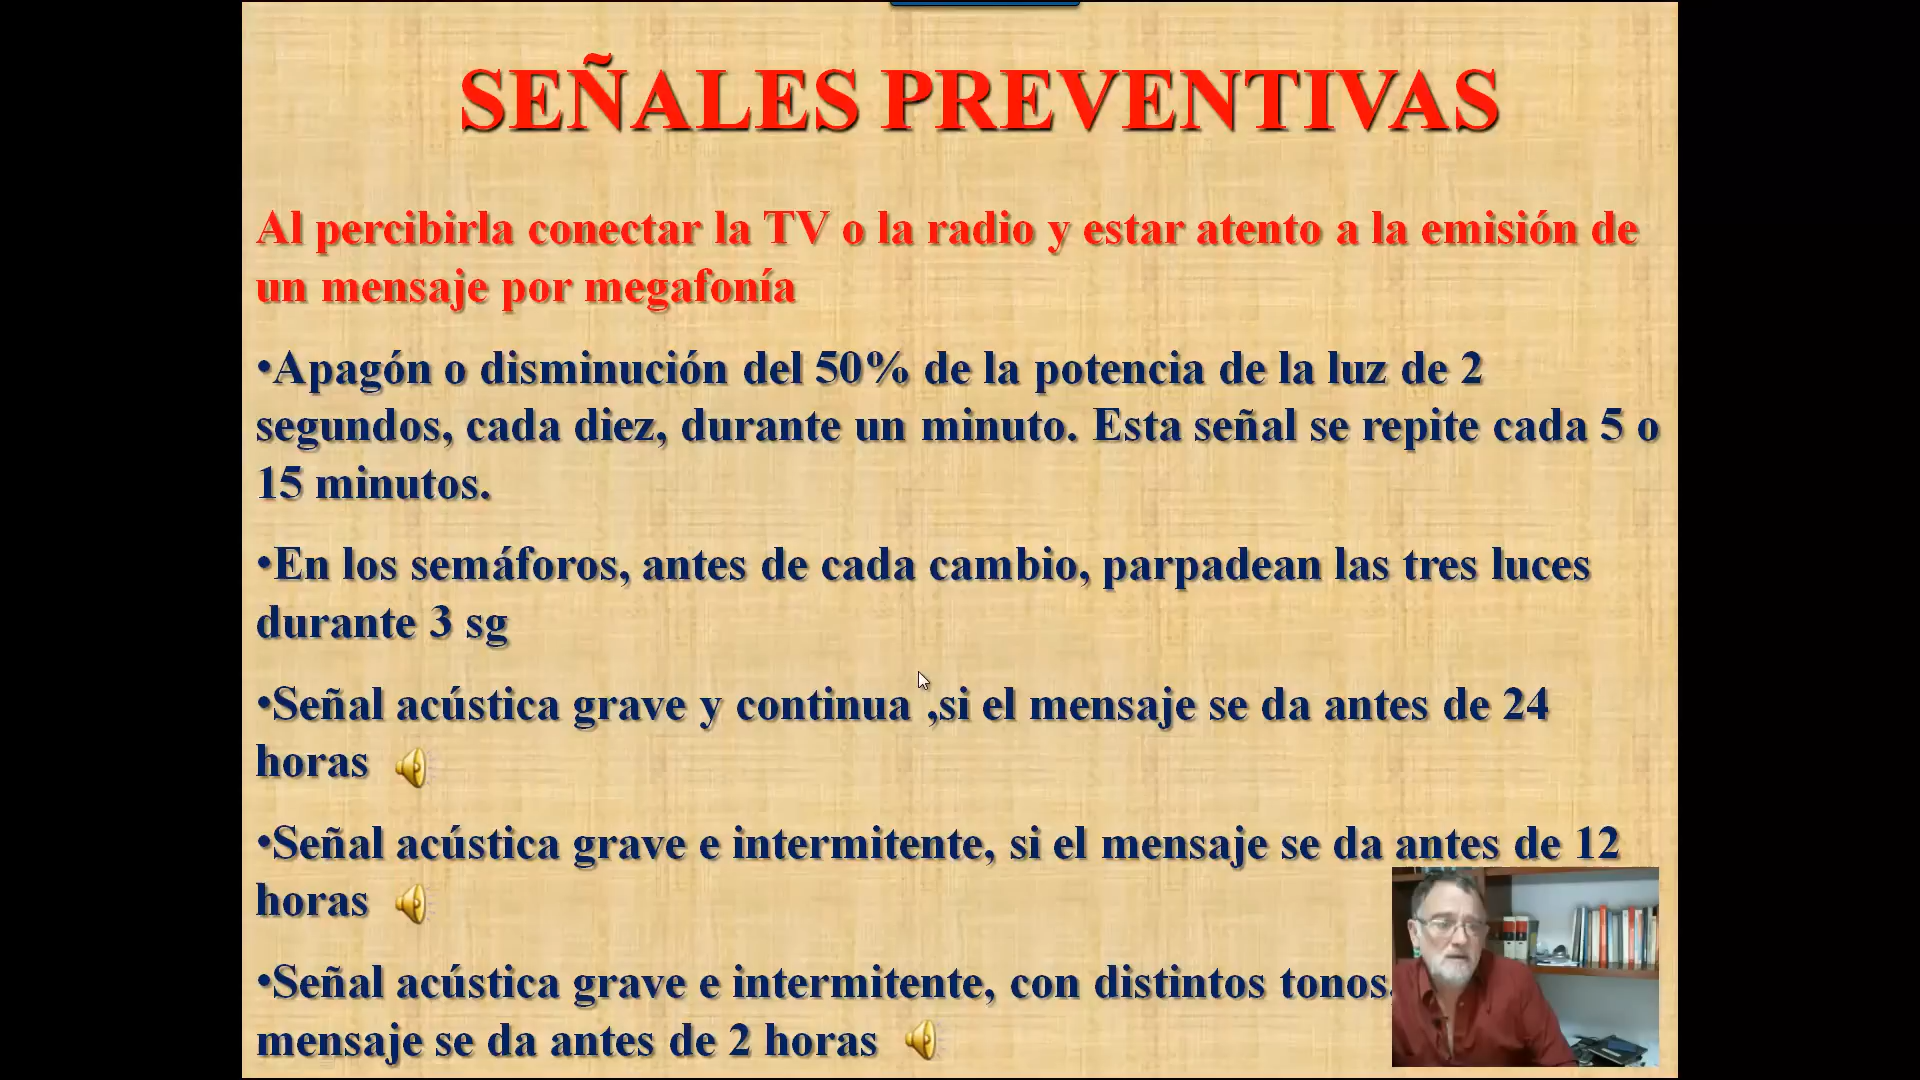 SEÑALES PREVENTIVAS
Al percibirla conectar la TV o la radio y estar atento a la emisión de
un mensaje por megafonía
•Apagón o disminución del 50% de la potencia de la luz de 2
segundos, cada diez, durante un minuto. Esta señal se repite cada 5 o
15 minutos.
•En los semáforos, antes de cada cambio, parpadean las tres luces
durante 3 sg
•Señal acústica grave y continua ,si el mensaje se da antes de 24
horas
•Señal acústica grave e intermitente, si el mensaje se da antes de 12
horas
•Señal acústica grave e intermitente, con distintos tonos
mensaje se da antes de 2 horas